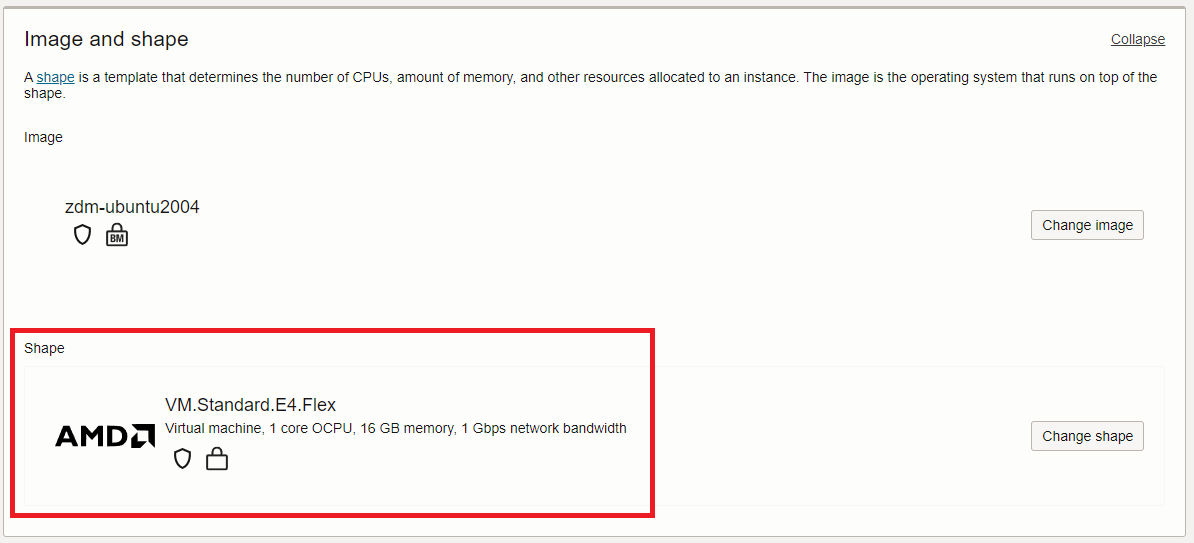 Image and shape
Collapse
A shape is a template that determines the number of CPUs, amount of memory, and other resources allocated to an instance. The image is the operating system that runs on top of the
shape.
Image
zdm-ubuntu2004
BM
Change image
Shape
VM.Standard.E4.Flex
AMD
Virtual machine, 1 core OCPU, 16 GB memory, 1 Gbps network bandwidth
Change shape